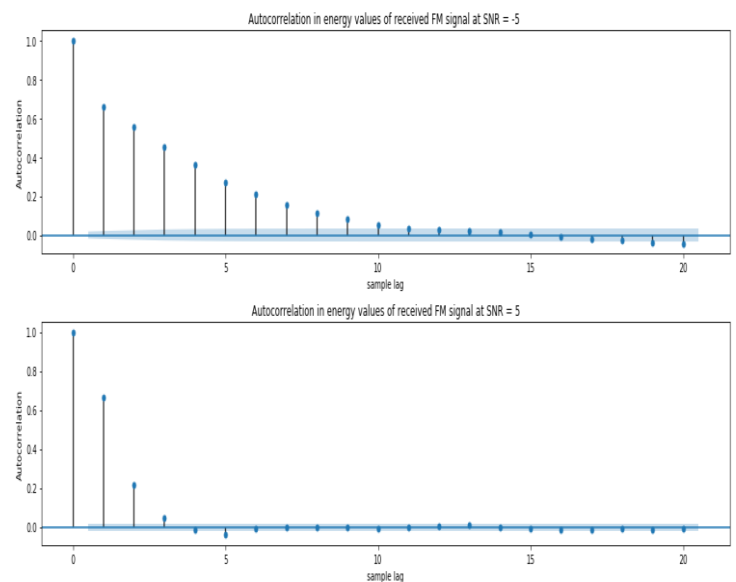 Autocorrelation in energy values of received FM signal at SNR = -5
Autocorrelation
1.0
0.8
0.6
0.4
0.2
0.0
0 5 10 15 20
sample lag
Autocorrelation in energy values of received FM signal at SNR = 5
Autocorrelation
1.0
0.8
0.6
0.4
0.2
0.0
0 5 10 15 20
sample lag